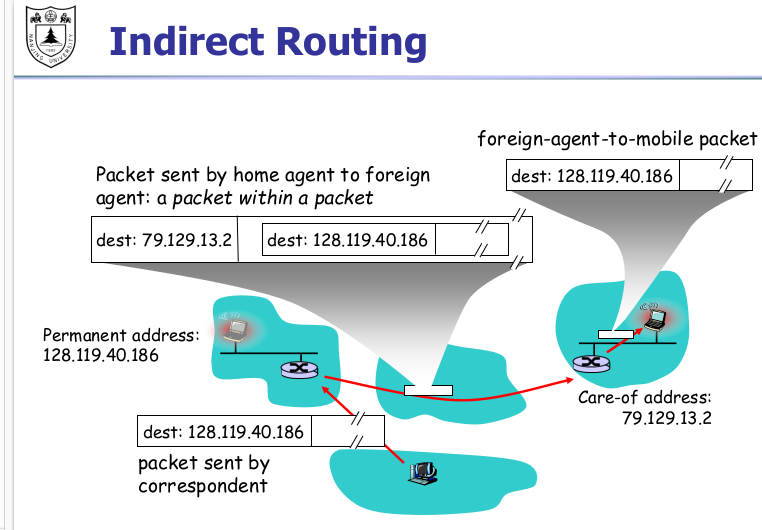 Indirect Routing
NANJING UNIVERSITY
foreign-agent-to-mobile packet
dest: 128.119.40.186
Packet sent by home agent to foreign
agent: a packet within a packet
dest: 79.129.13.2
dest: 128.119.40.186
Permanent address:
128.119.40.186
Care-of address:
79.129.13.2
dest: 128.119.40.186
packet sent by
correspondent